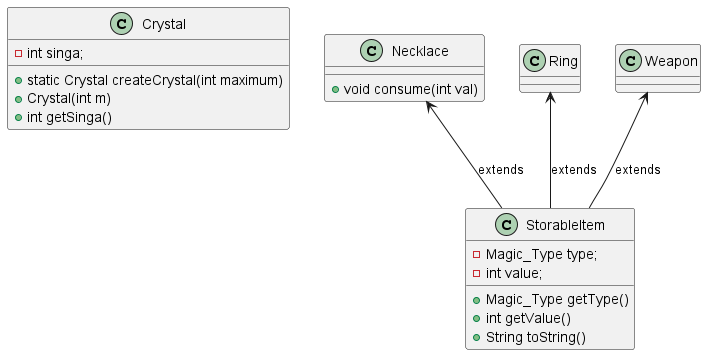 C Crystal
int singa;
static Crystal createCrystal(int maximum)
Crystal(int m)
int getSinga()
C Necklace
void consume(int val)
C Ring
C Weapon
extends
extends
extends
C StorableItem
Magic_Type type;
int value;
Magic_Type getType()
int getValue()
String toString()